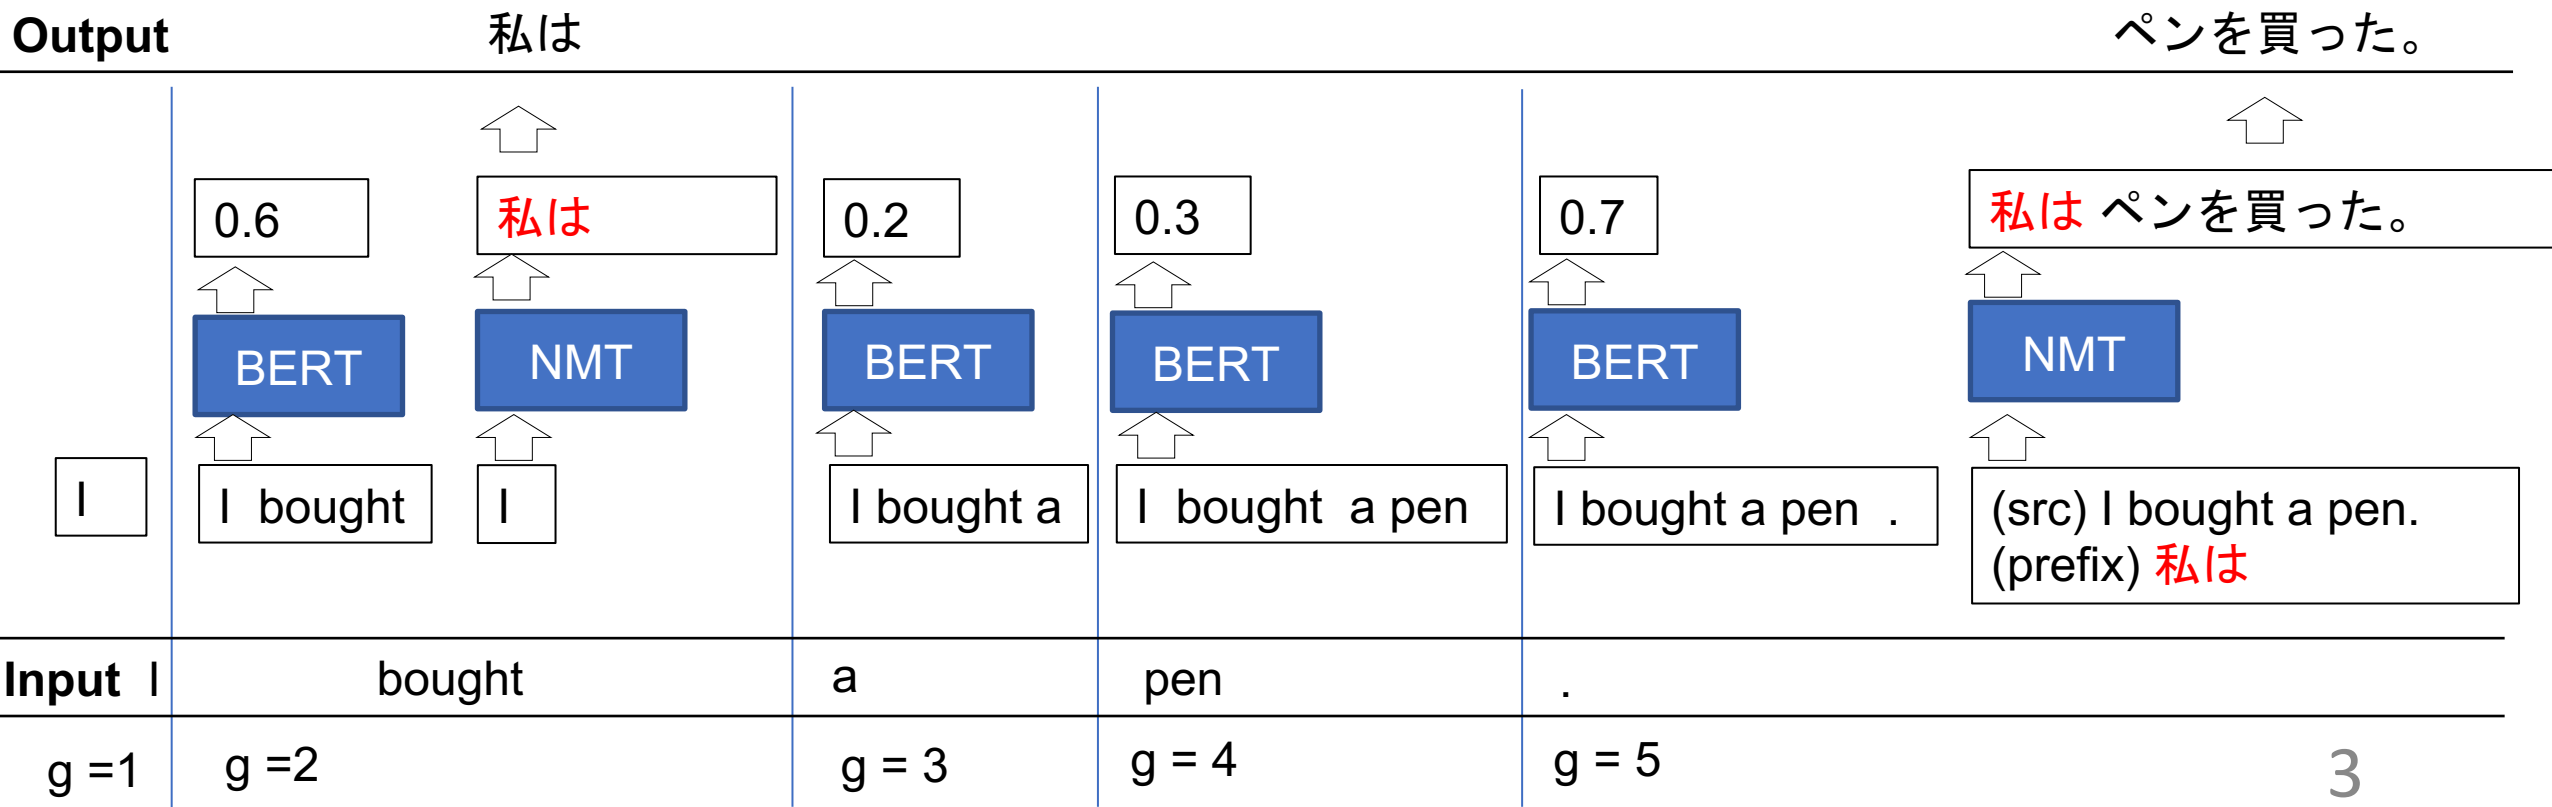 Output 私は ペンを買った。
0.6 私は 0.2 0.3 0.7 私は ペンを買った。
BERT NMT BERT BERT BERT NMT
I I bought I I bought a I bought a pen I bought a pen . (src) I bought a pen.
(prefix) 私は
Input I bought a pen .
g =1 g =2 g = 3 g = 4 g = 5 3